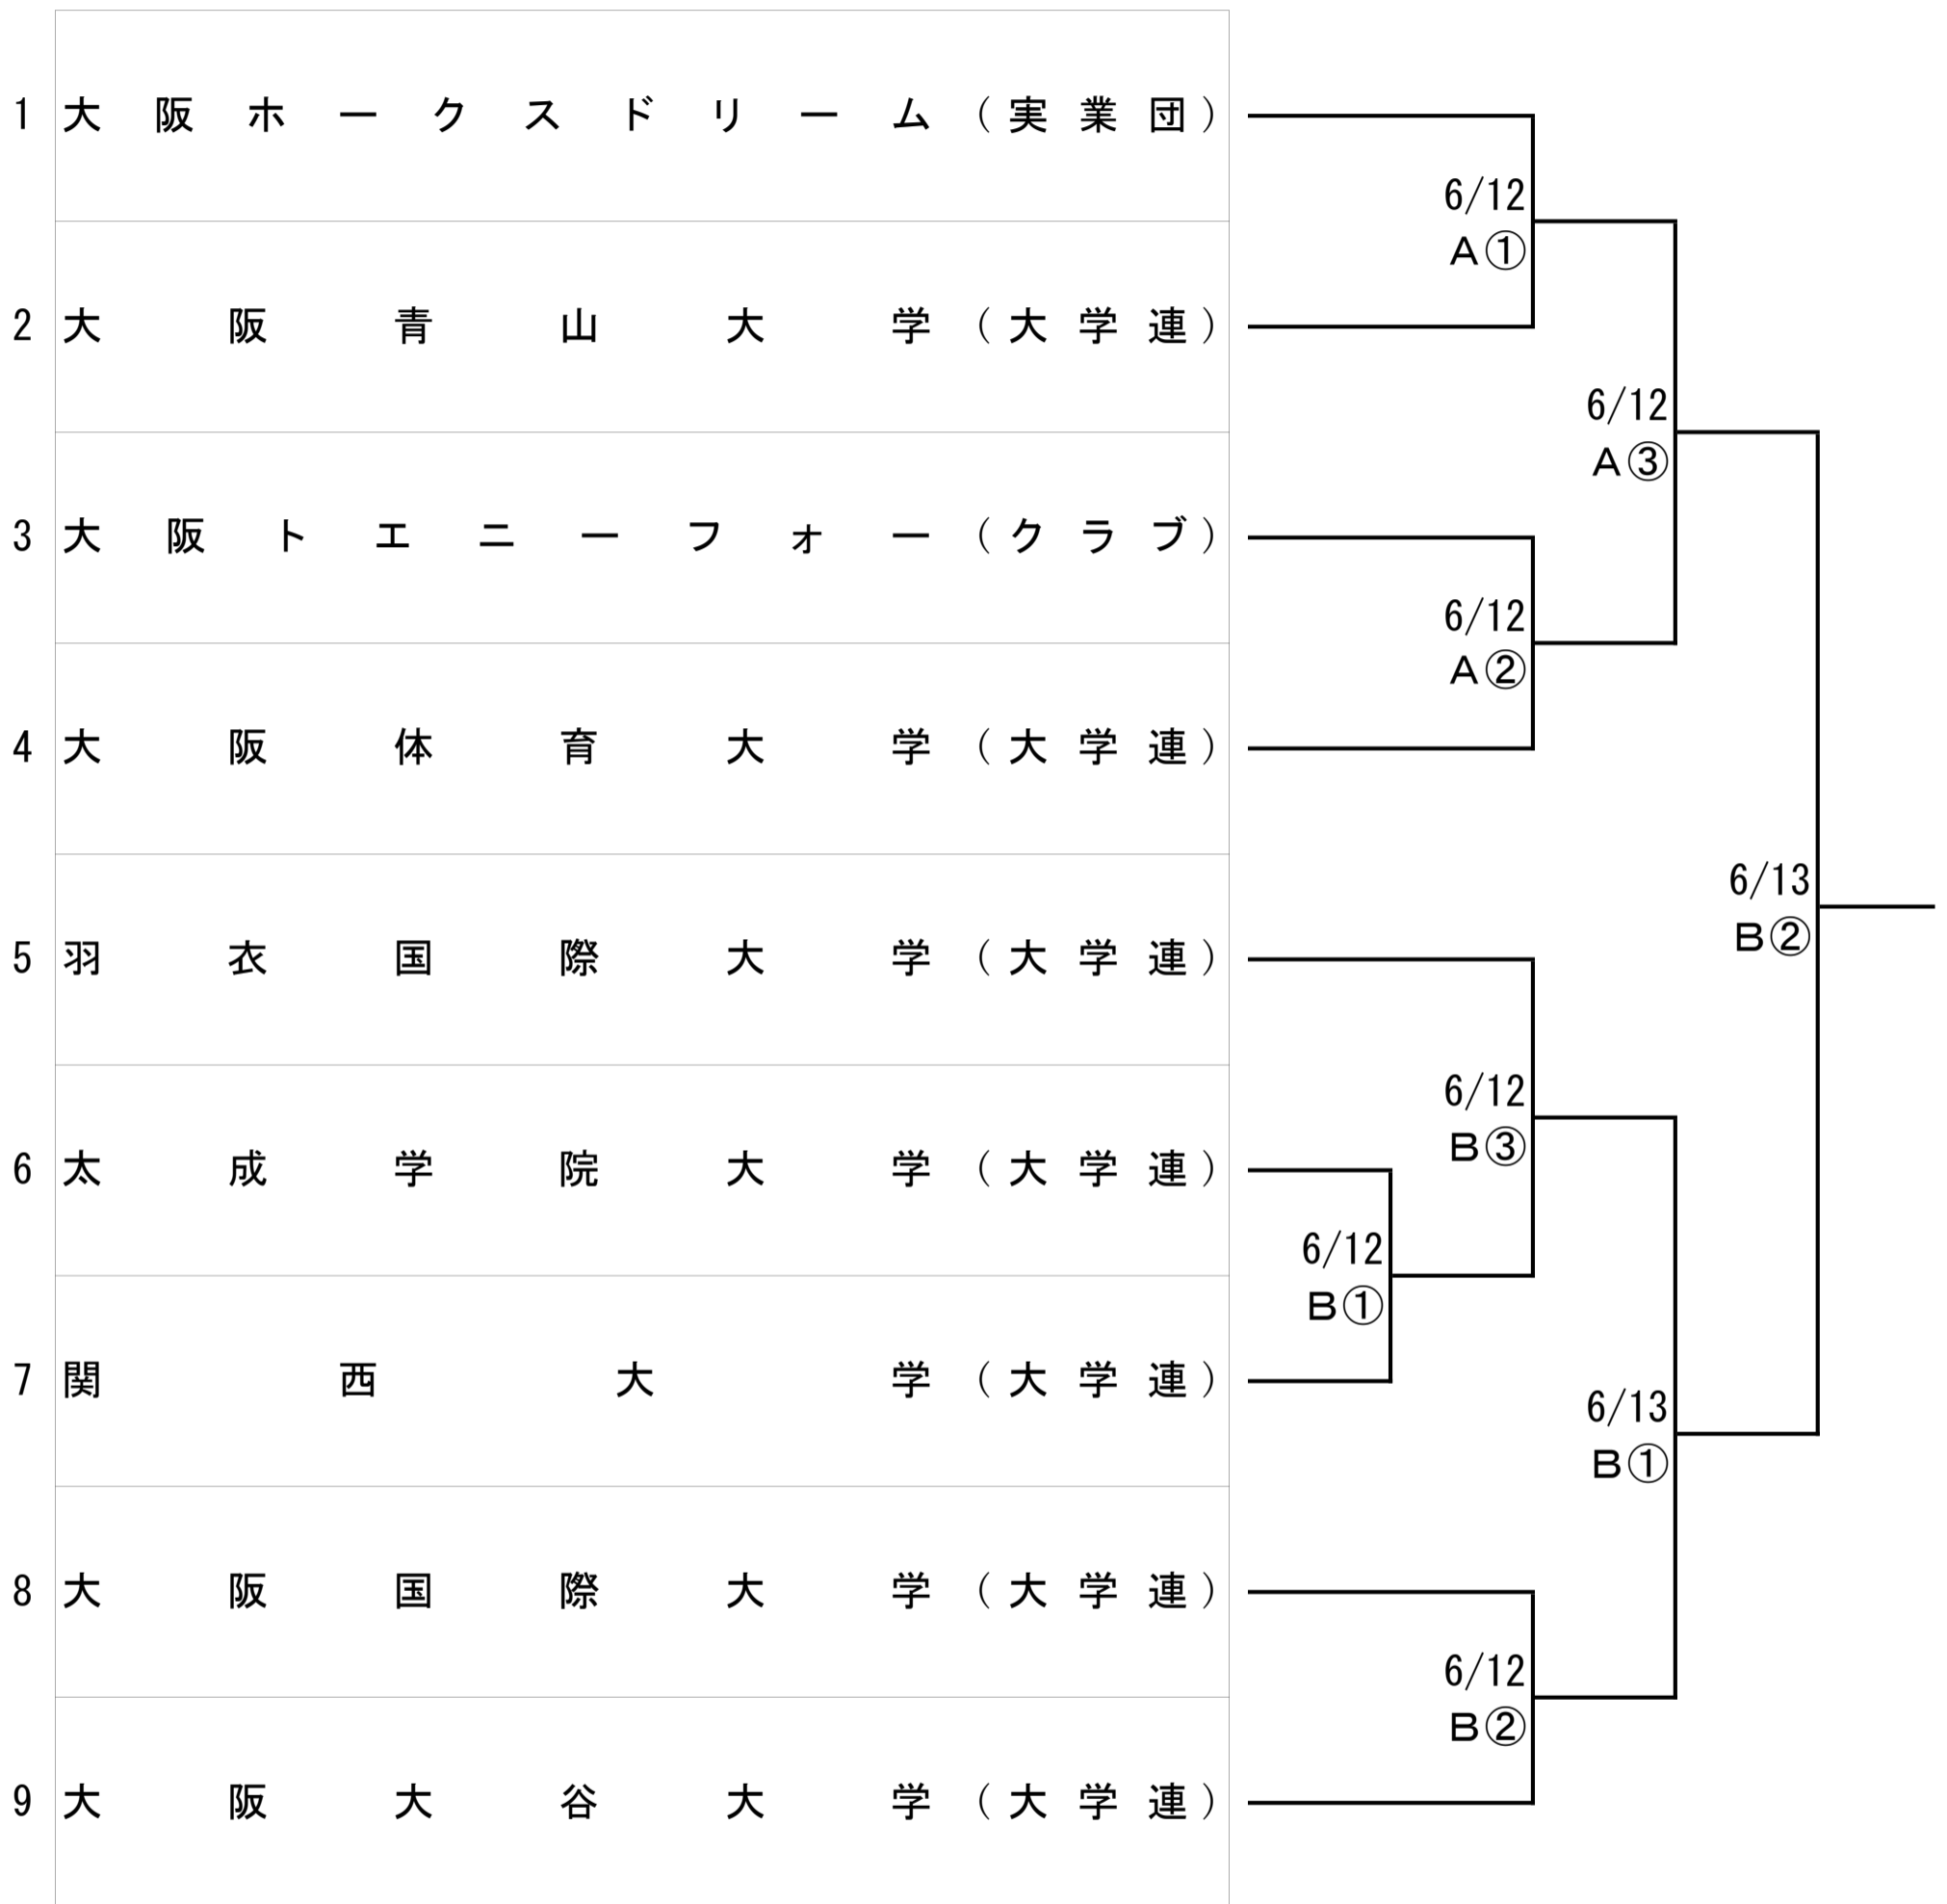 1 大阪ホークスドリーム(実業団)
6/12
A①
2 大阪青山大学(大学連)
6/12
A③
3 大阪トエニーフォー(クラブ)
6/12
A②
4 大阪体育大学(大学連)
6/13
B②
5 羽衣国際大学(大学連)
6/12
B③
6 太成学院大学(大学連)
6/12
B①
7 関西大学(大学連)
6/13
B①
8 大阪国際大学(大学連)
6/12
B②
9 大阪大谷大学(大学連)